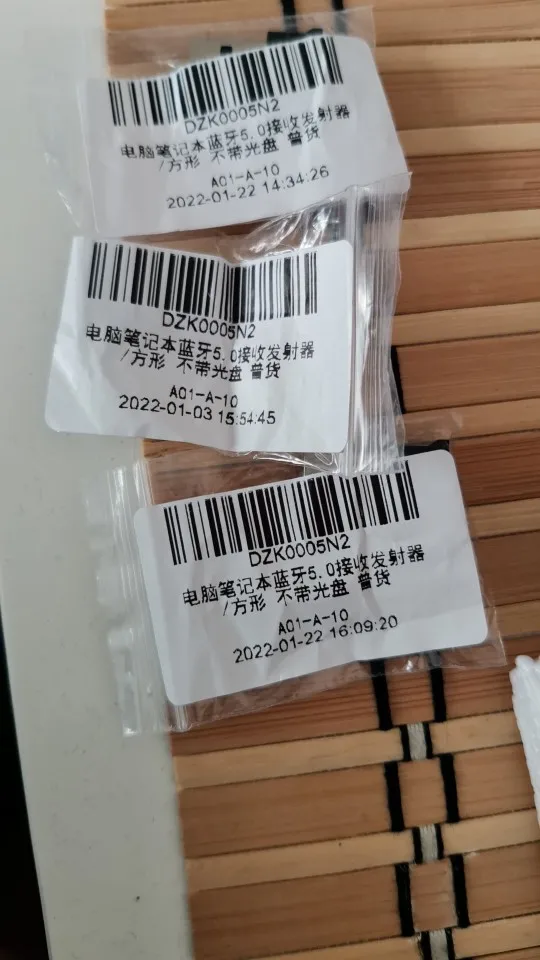 DZK0005N2
电脑笔记本蓝牙5.0接收发射器
/方形 不带光盘 普货
A01-A-10
2022-01-22 14:34:26
DZK0005N2
电脑笔记本蓝牙5.0接收发射器
/方形 不带光盘 普货
A01-A-10
2022-01-03 15:54:45
DZK0005N2
电脑笔记本蓝牙5.0接收发射器
/方形 不带光盘 普货
A01-A-10
2022-01-22 16:09:20